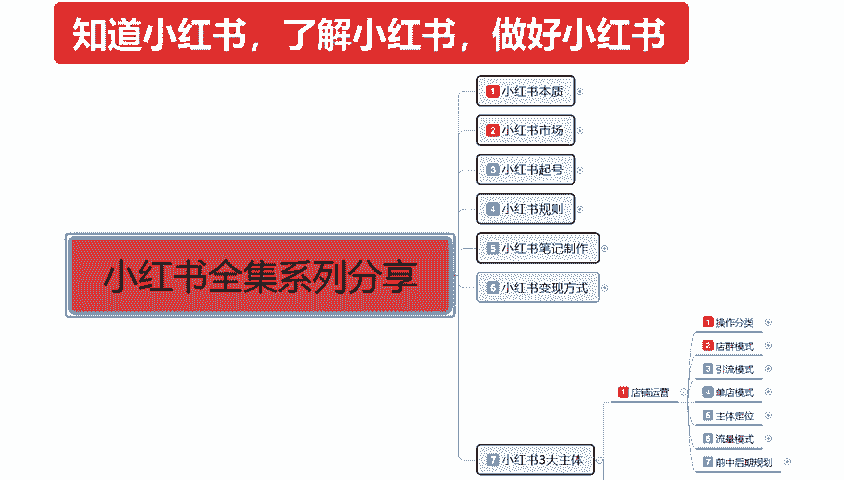 知道小红书，了解小红书，做好小红书
1 小红书本质
2 小红书市场
3 小红书起号
4 小红书规则
5 小红书笔记制作
6 小红书变现方式
小红书全集系列分享
7 小红书3大主体
1 店铺运营
1 操作分类
2 店群模式
3 引流模式
4 单店模式
5 主体定位
6 流量模式
7 前中后期规划